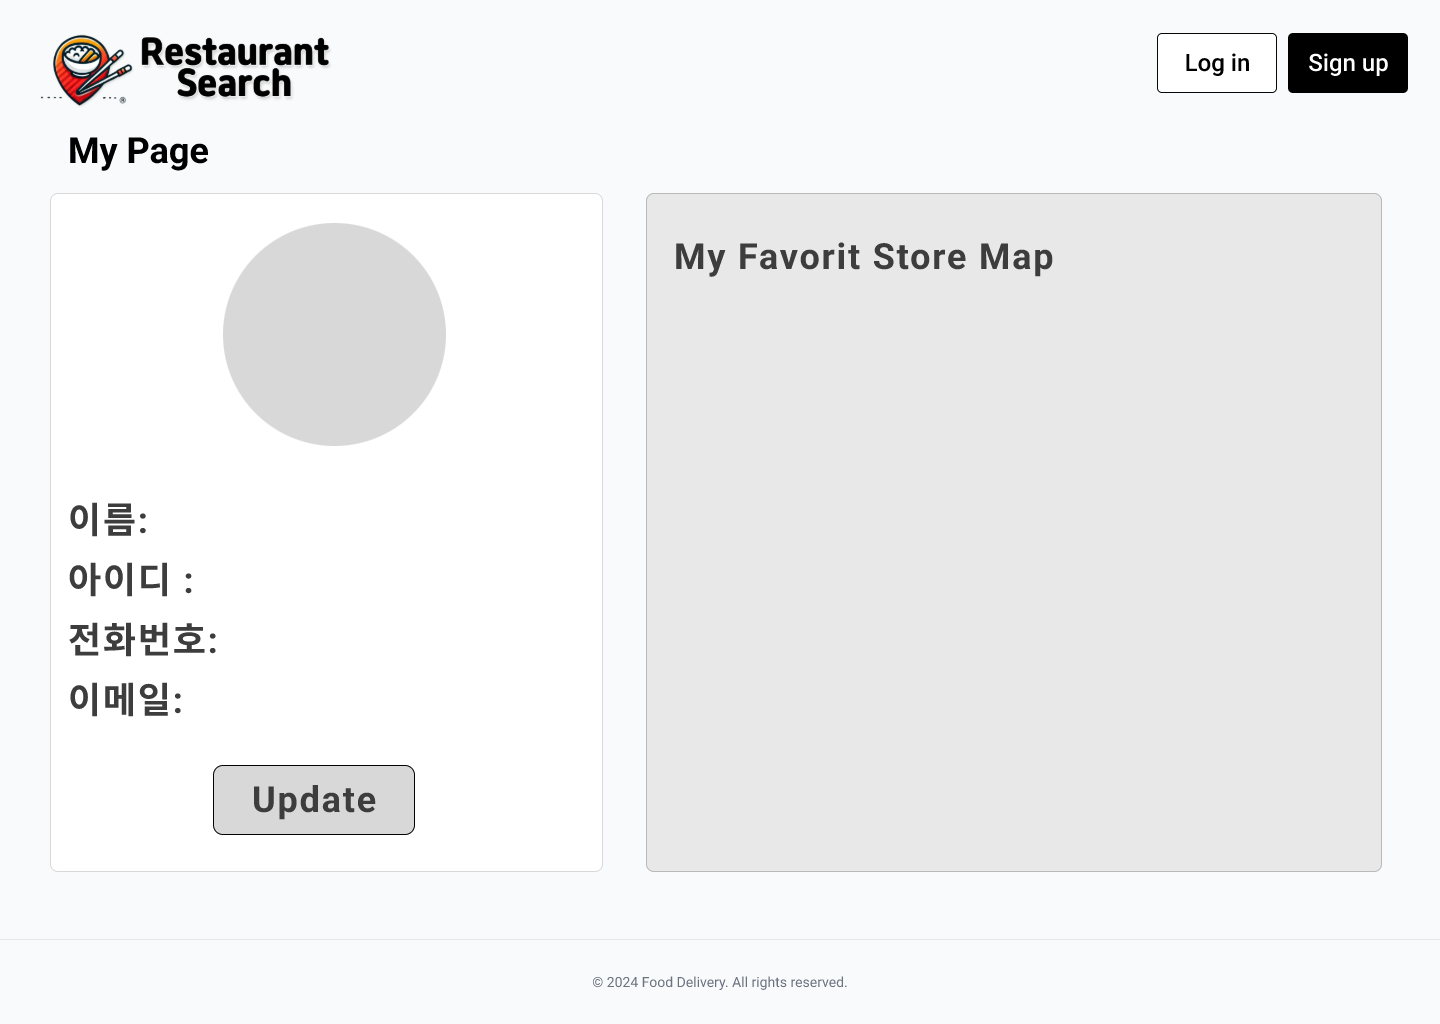 Restaurant
Search
®
Log in
Sign up
My Page
이름:
아이디 :
전화번호:
이메일:
Update
My Favorit Store Map
© 2024 Food Delivery. All rights reserved.